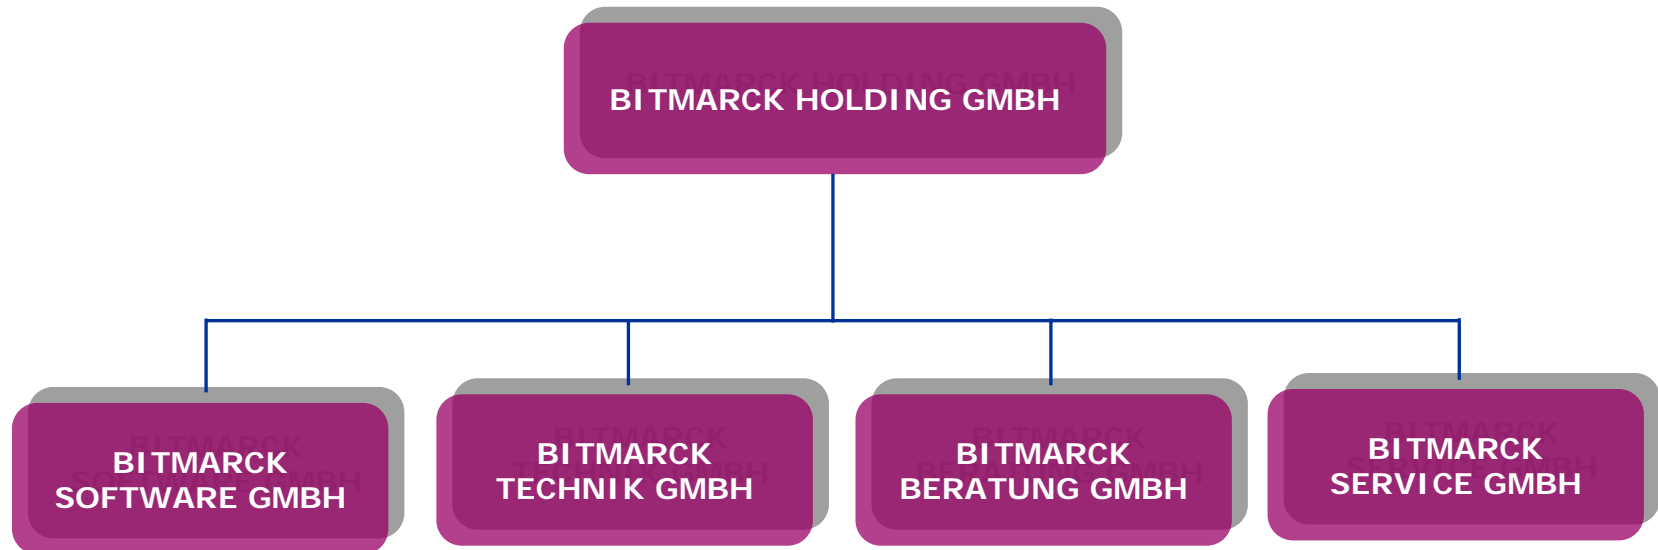 BITMARCK HOLDING GMBH
BITMARCK
SOFTWARE GMBH
BITMARCK
TECHNIK GMBH
BITMARCK
BERATUNG GMBH
BITMARCK
SERVICE GMBH